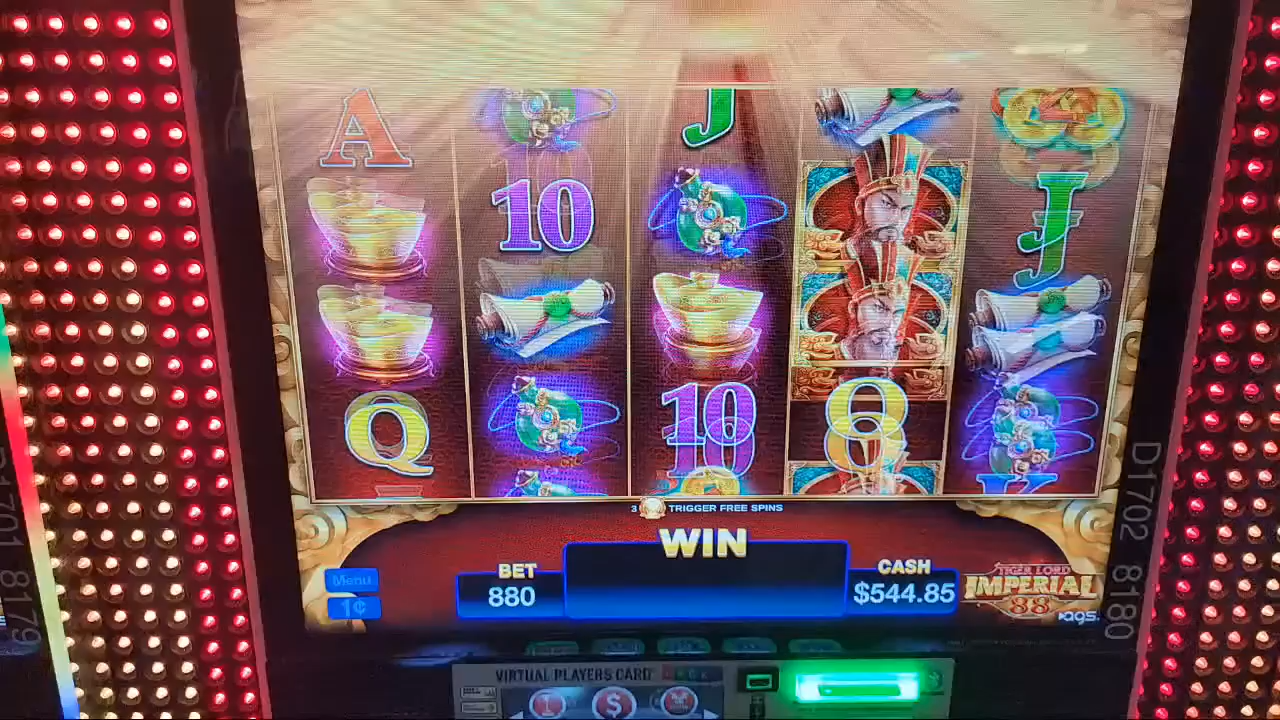 A
J
10
J
Q
10
8
K
3 TRIGGER FREE SPINS
WIN
BET
880
CASH
$544.85
Menu
1¢
TIGER LORD
IMPERIAL
88
ags
D1702 8180
D1701 8179
VIRTUAL PLAYERS CARD
$